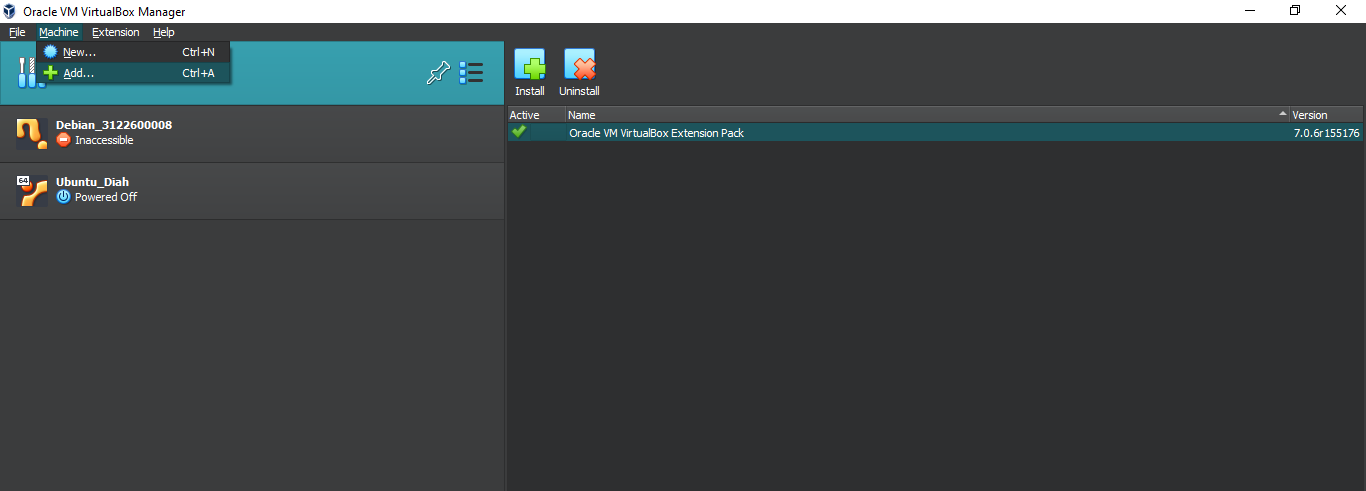 Oracle VM VirtualBox Manager
File Machine Extension Help
New... Ctrl+N
Add... Ctrl+A
Install Uninstall
Active Name Version
Oracle VM VirtualBox Extension Pack 7.0.6r155176
Debian_3122600008
Inaccessible
64
Ubuntu_Diah
Powered Off